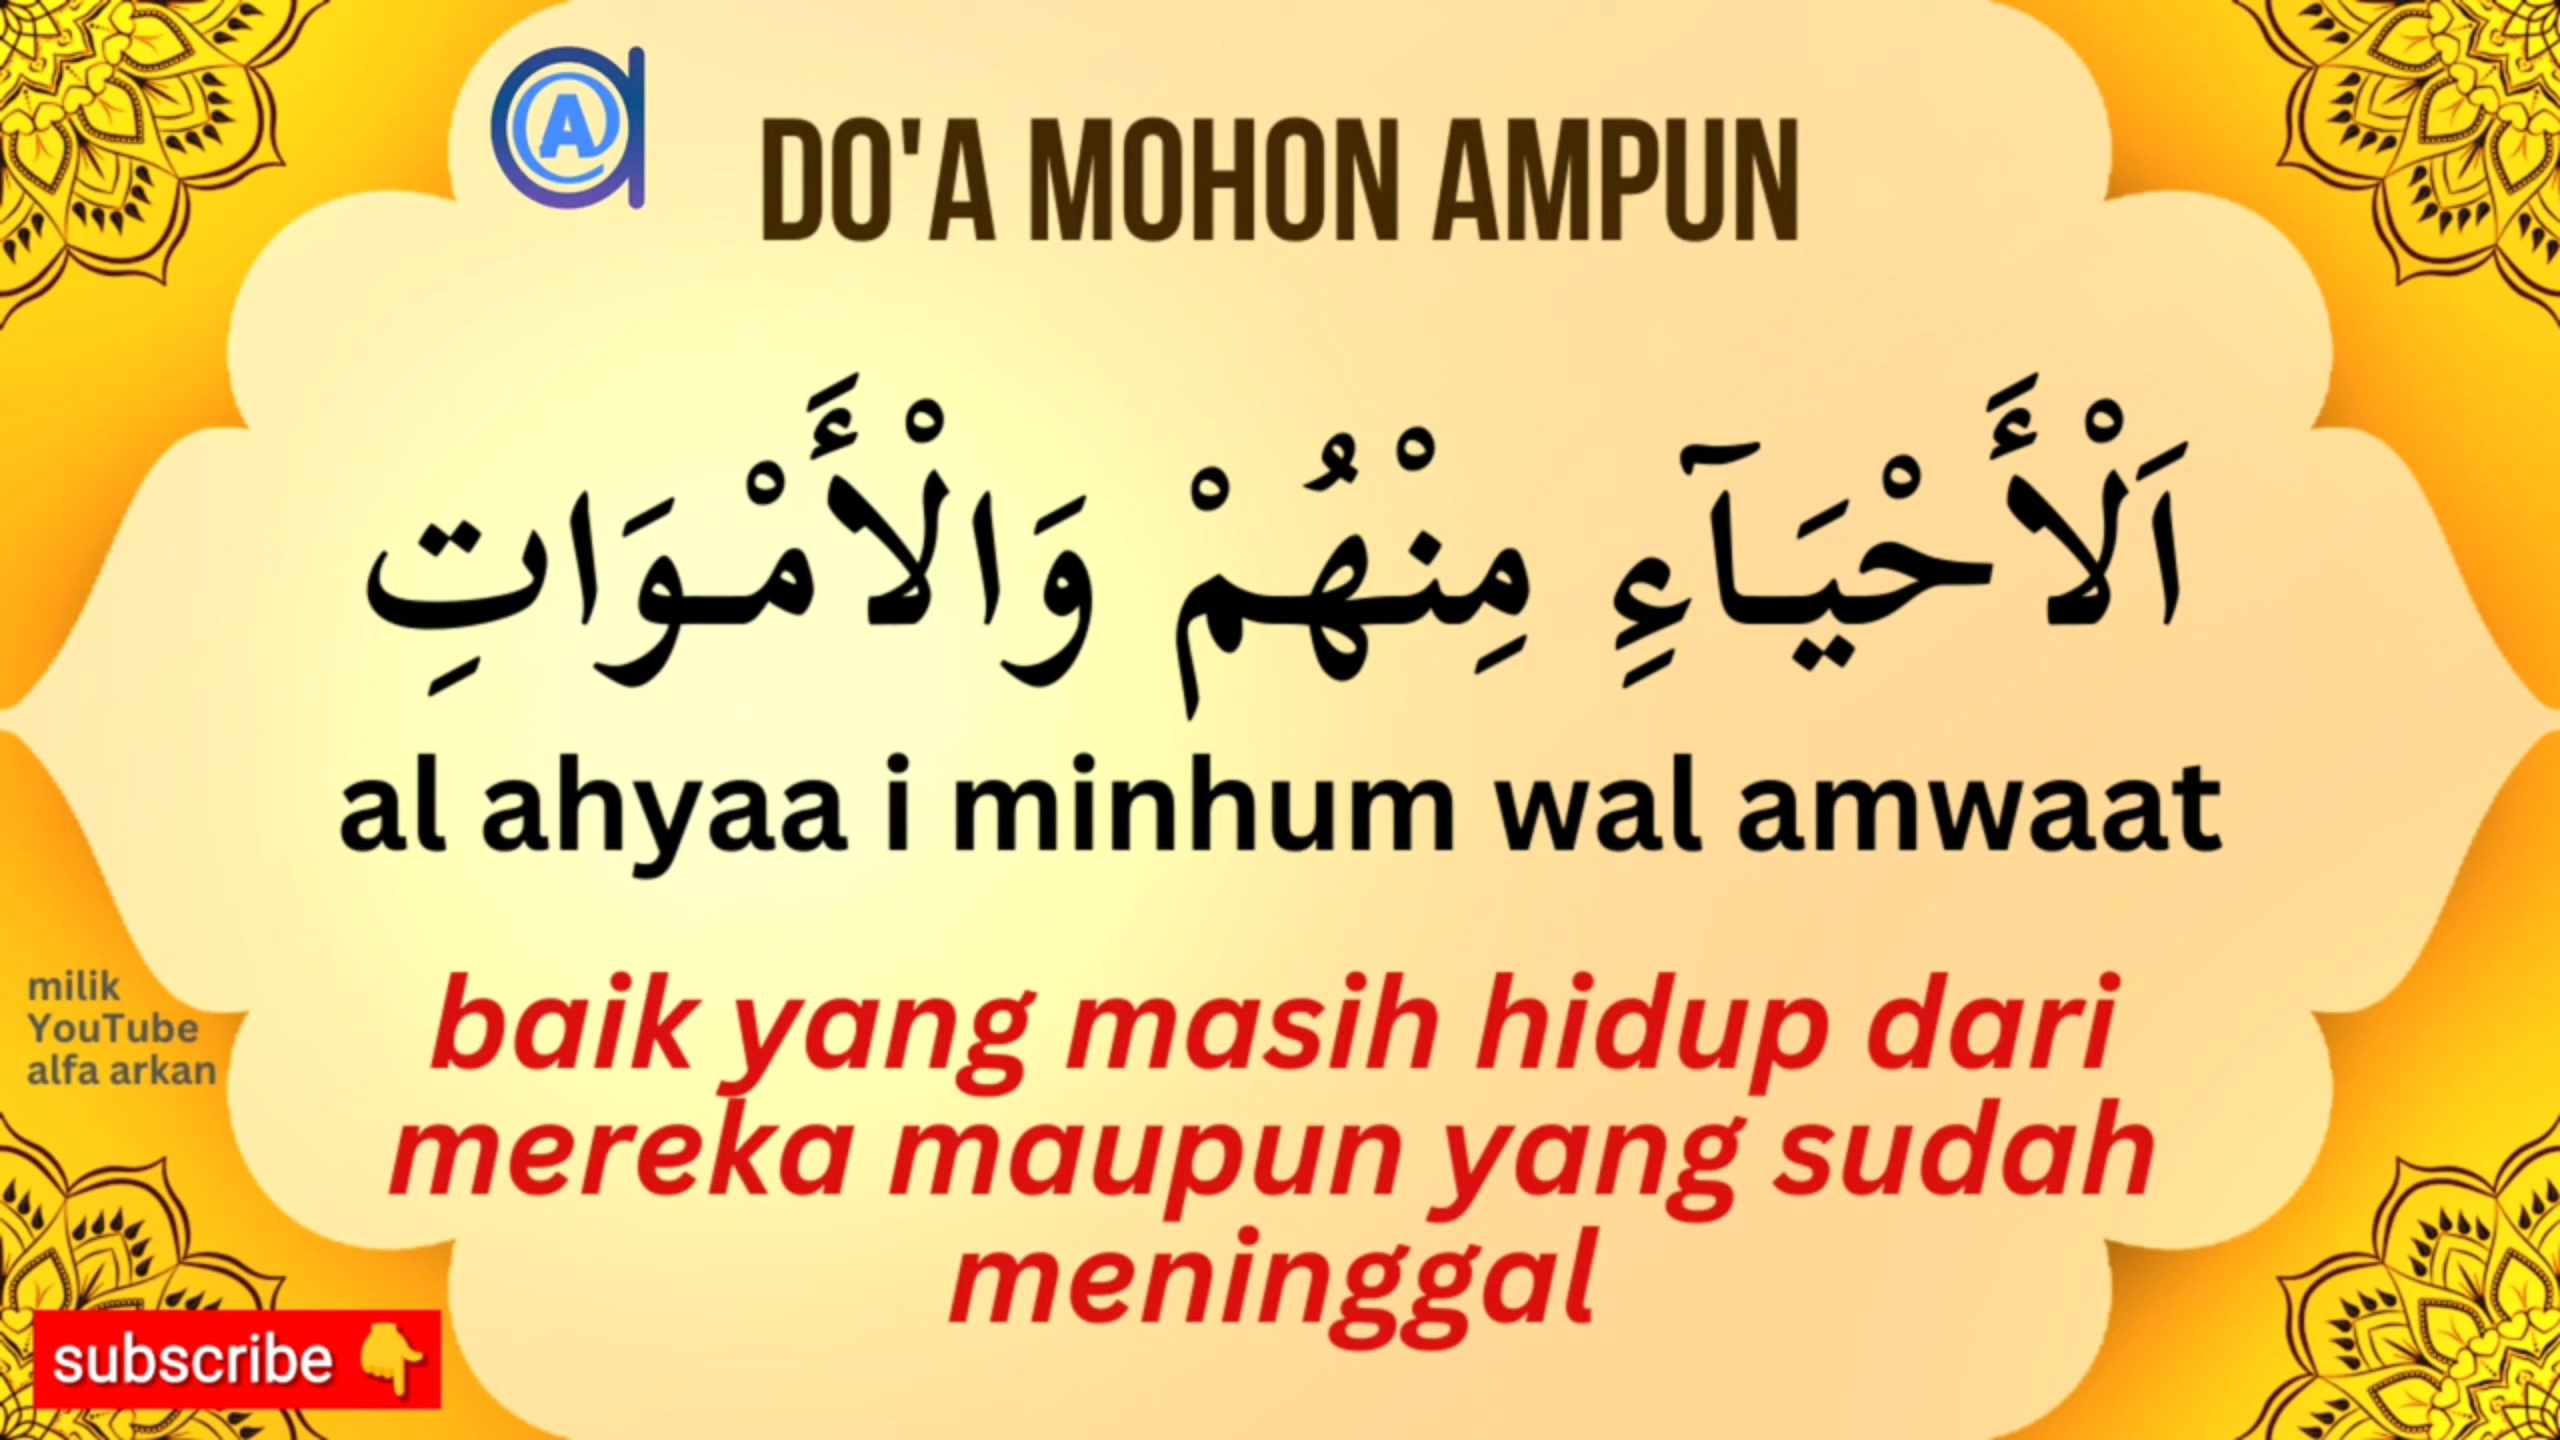 DO'A MOHON AMPUN
اَلْأَحْيَآءِ مِنْهُمْ وَالْأَمْوَاتِ
al ahyaa i minhum wal amwaat
baik yang masih hidup dari
mereka maupun yang sudah
meninggal
milik
YouTube
alfa arkan
subscribe 👇